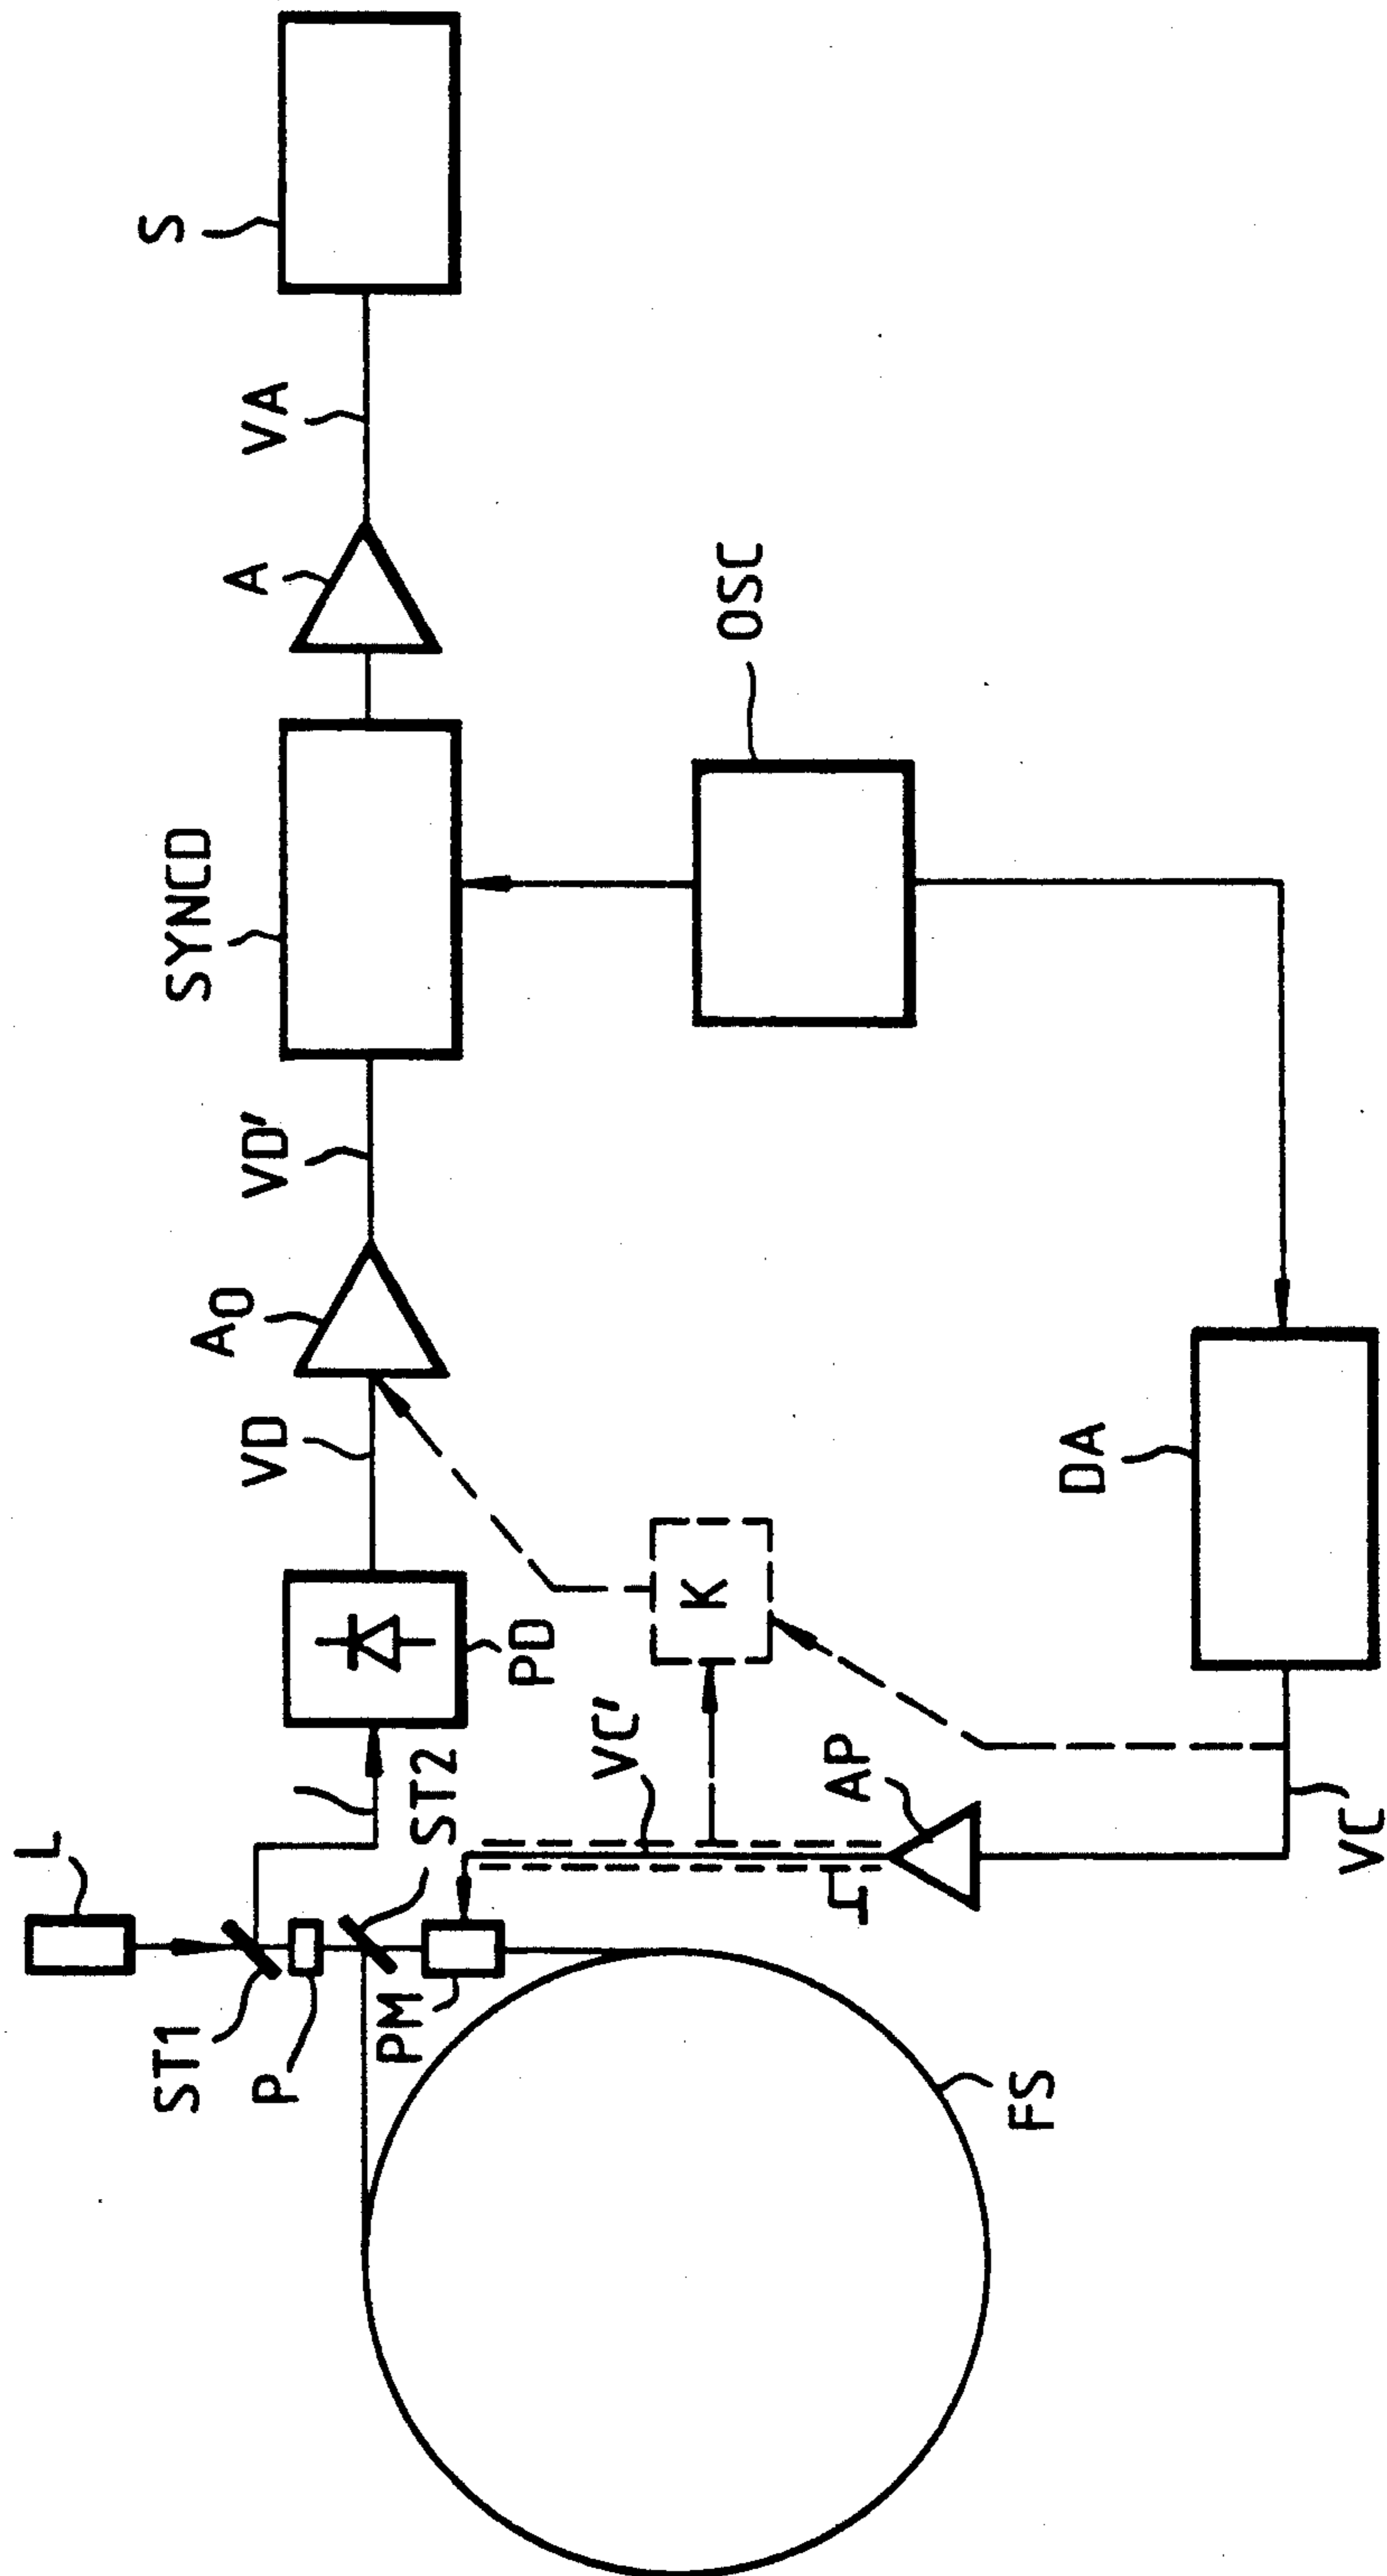 S
VA
A
SYNCD
OSC
VD'
A0
VD
DA
K
PD
VC'
AP
ST2
VC
L
ST1
P
PM
FS